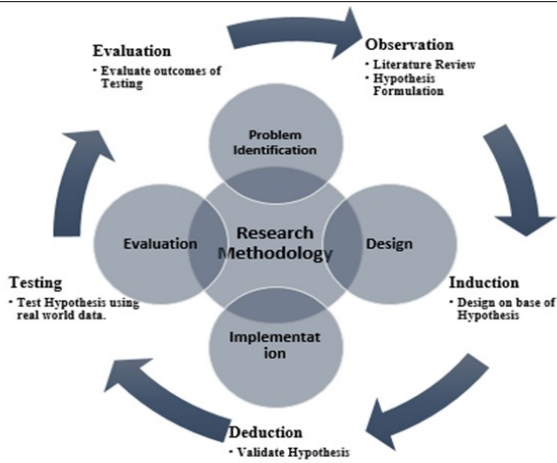 Evaluation
• Evaluate outcomes of
Testing
Observation
• Literature Review
• Hypothesis
Formulation
Problem
Identification
Evaluation
Research
Methodology
Design
Testing
• Test Hypothesis using
real world data.
Induction
• Design on base of
Hypothesis
Implementat
ion
Deduction
• Validate Hypothesis